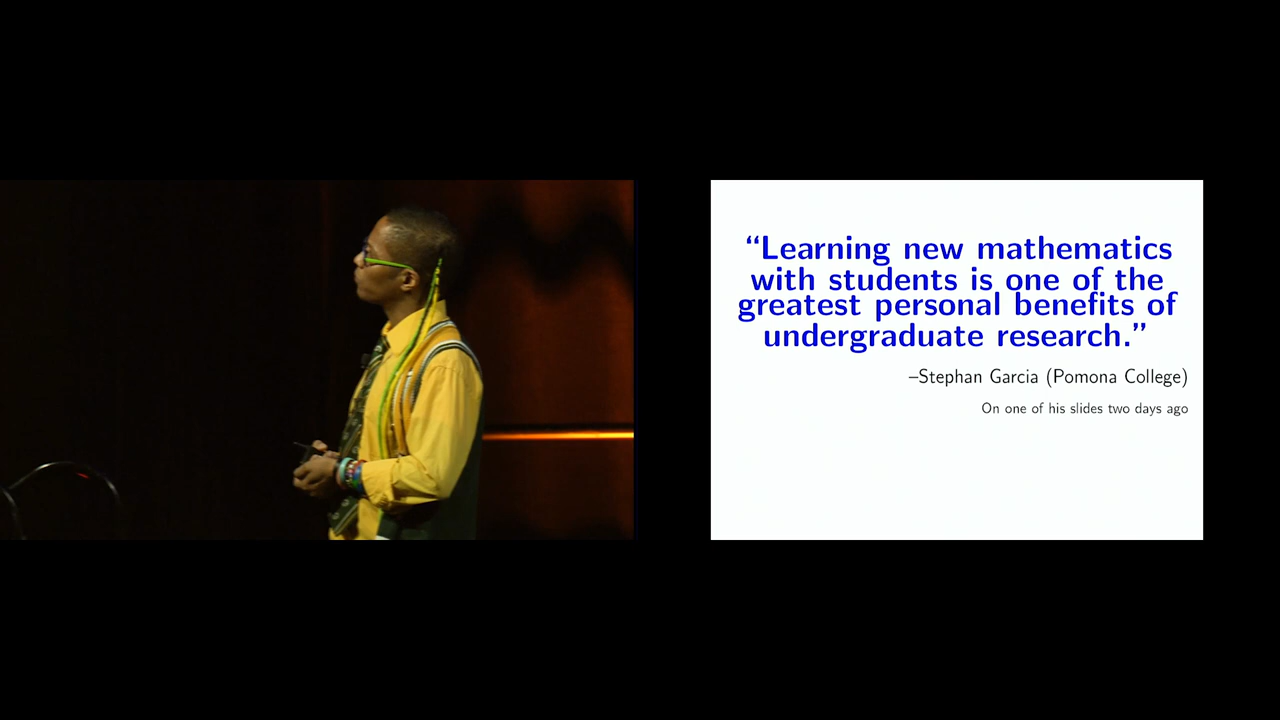 “Learning new mathematics
with students is one of the
greatest personal benefits of
undergraduate research.”
–Stephan Garcia (Pomona College)
On one of his slides two days ago